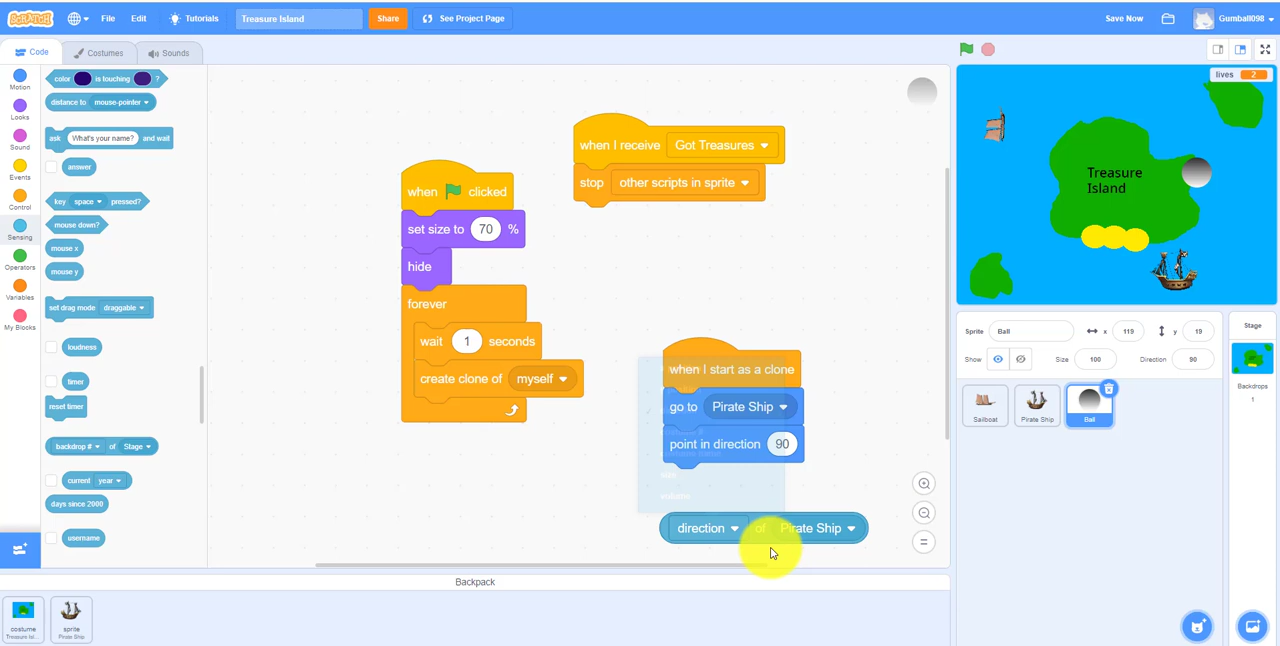 SCRATCH File Edit Tutorials Treasure Island Share See Project Page Save Now Gumball098
Code Costumes Sounds
Motion
Looks
Sound
Events
Control
Sensing
Operators
Variables
My Blocks
color is touching ?
distance to mouse-pointer
ask What's your name? and wait
answer
key space pressed?
mouse down?
mouse x
mouse y
set drag mode draggable
loudness
timer
reset timer
backdrop # of Stage
current year
days since 2000
username
when clicked
set size to 70 %
hide
forever
wait 1 seconds
create clone of myself
when I receive Got Treasures
stop other scripts in sprite
when I start as a clone
go to Pirate Ship
point in direction 90
volume
direction of Pirate Ship
lives 2
Treasure
Island
Sprite Ball x 119 y 19
Show Size 100 Direction 90
Sailboat
Pirate Ship
Ball
Stage
Backdrops
1
Backpack
costume
Treasure Isl...
sprite
Pirate Ship